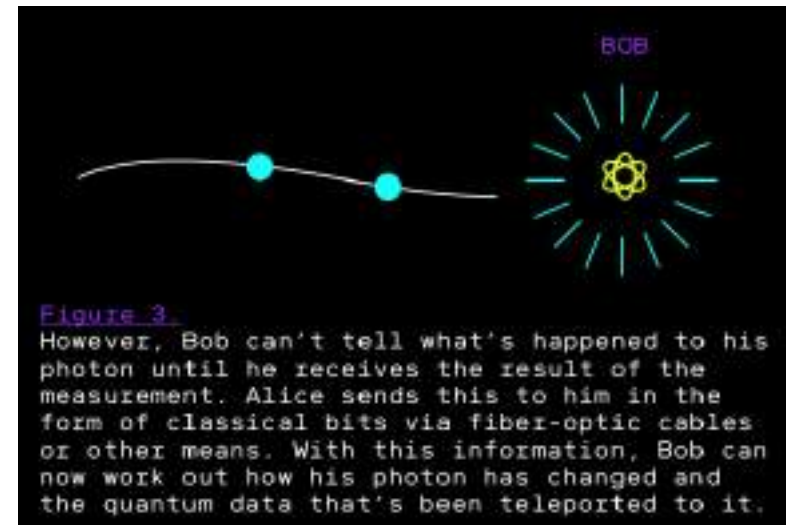 BOB
Figure 3.
However, Bob can't tell what's happened to his
photon until he receives the result of the
measurement. Alice sends this to him in the
form of classical bits via fiber-optic cables
or other means. With this information, Bob can
now work out how his photon has changed and
the quantum data that's been teleported to it.